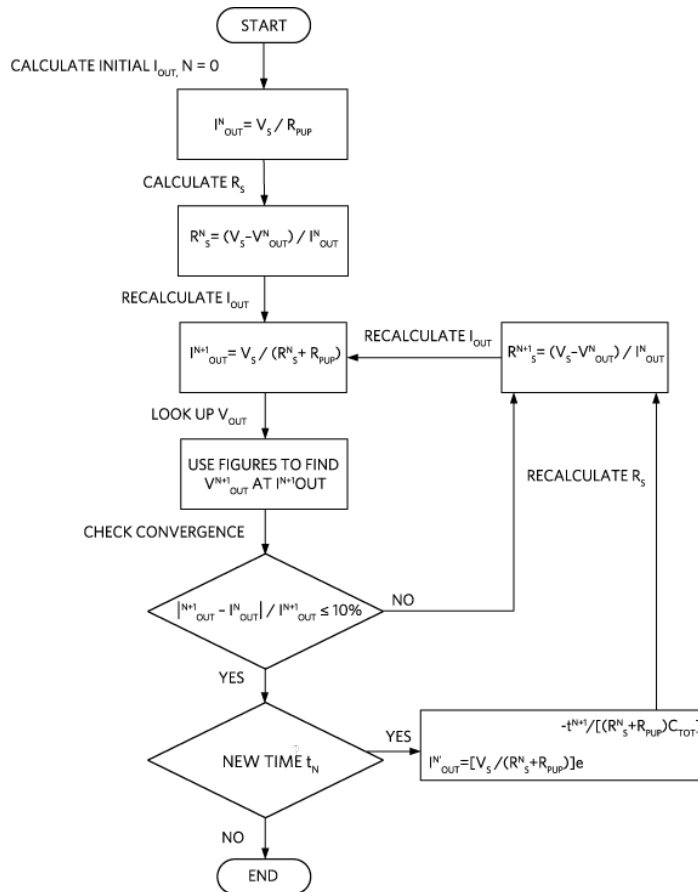 START
CALCULATE INITIAL I_OUT, N = 0
I^N_OUT = V_S / R_PUP
CALCULATE R_S
R^N_S = (V_S–V^N_OUT) / I^N_OUT
RECALCULATE I_OUT
I^N+1_OUT = V_S / (R^N_S + R_PUP)
RECALCULATE I_OUT
R^N+1_S = (V_S–V^N_OUT) / I^N_OUT
LOOK UP V_OUT
USE FIGURE5 TO FIND
V^N+1_OUT AT I^N+1OUT
RECALCULATE R_S
CHECK CONVERGENCE
|^N+1_OUT – I^N_OUT| / I^N+1_OUT ≤ 10%
NO
YES
NEW TIME t_N
YES
-t^N+1/[(R^N_S+R_PUP)C_TOT]
I^N'_OUT=[V_S/(R^N_S+R_PUP)]e
NO
END